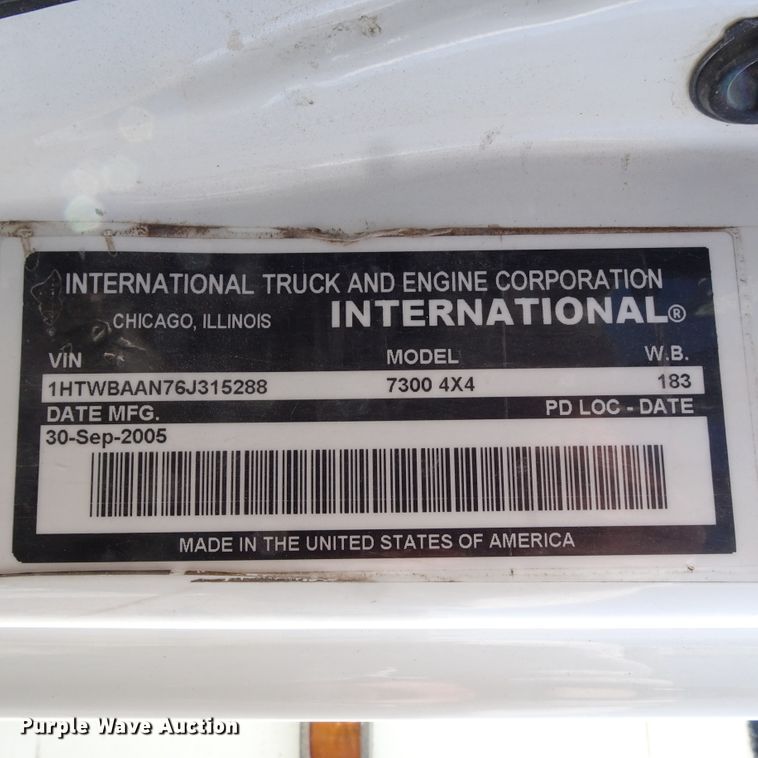 INTERNATIONAL TRUCK AND ENGINE CORPORATION
CHICAGO, ILLINOIS INTERNATIONAL®
VIN MODEL W.B.
1HTWBAAN76J315288 7300 4X4 183
DATE MFG. PD LOC - DATE
30-Sep-2005
MADE IN THE UNITED STATES OF AMERICA
Purple Wave Auction